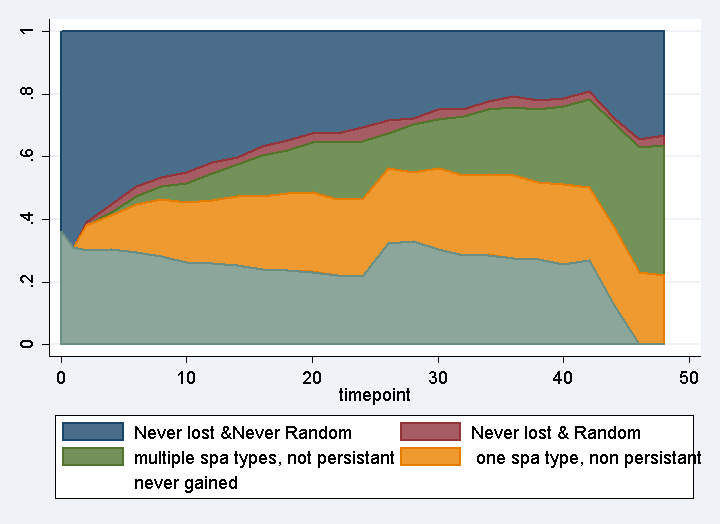 1
.8
.6
.4
.2
0
0 10 20 30 40 50
timepoint
Never lost &Never Random Never lost & Random
multiple spa types, not persistant one spa type, non persistant
never gained